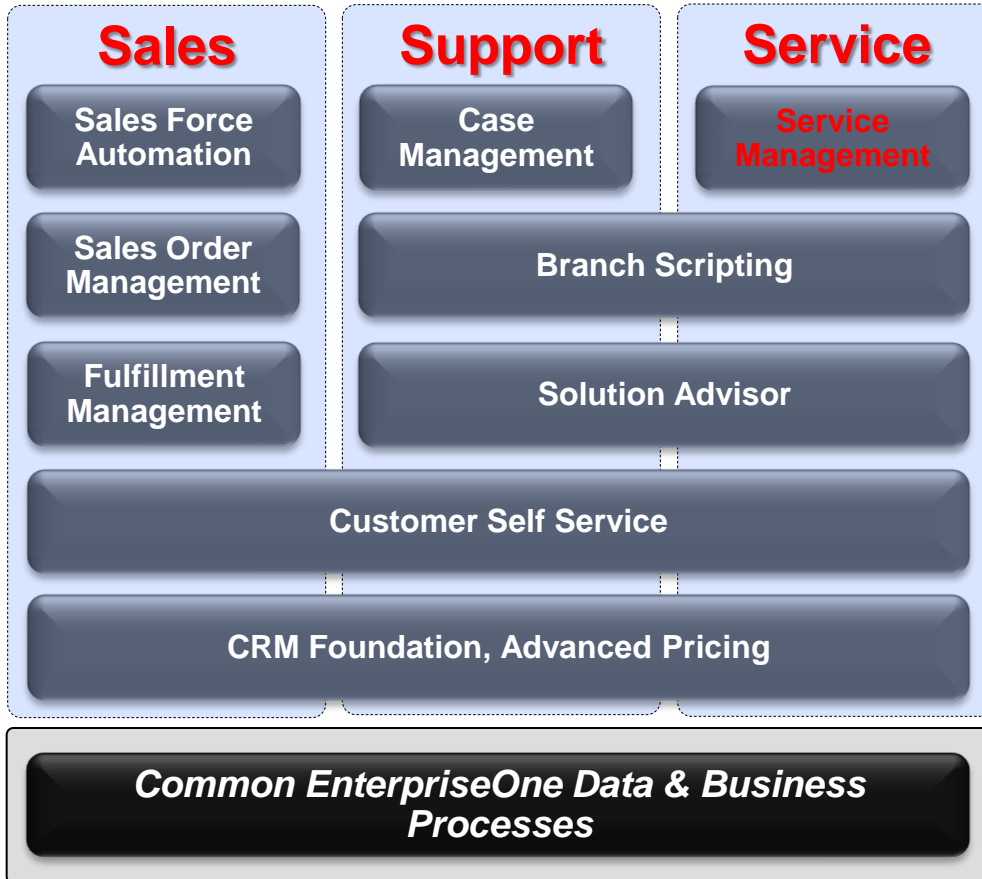 Sales
Support
Service
Sales Force
Automation
Case
Management
Service
Management
Sales Order
Management
Branch Scripting
Fulfillment
Management
Solution Advisor
Customer Self Service
CRM Foundation, Advanced Pricing
Common EnterpriseOne Data & Business
Processes